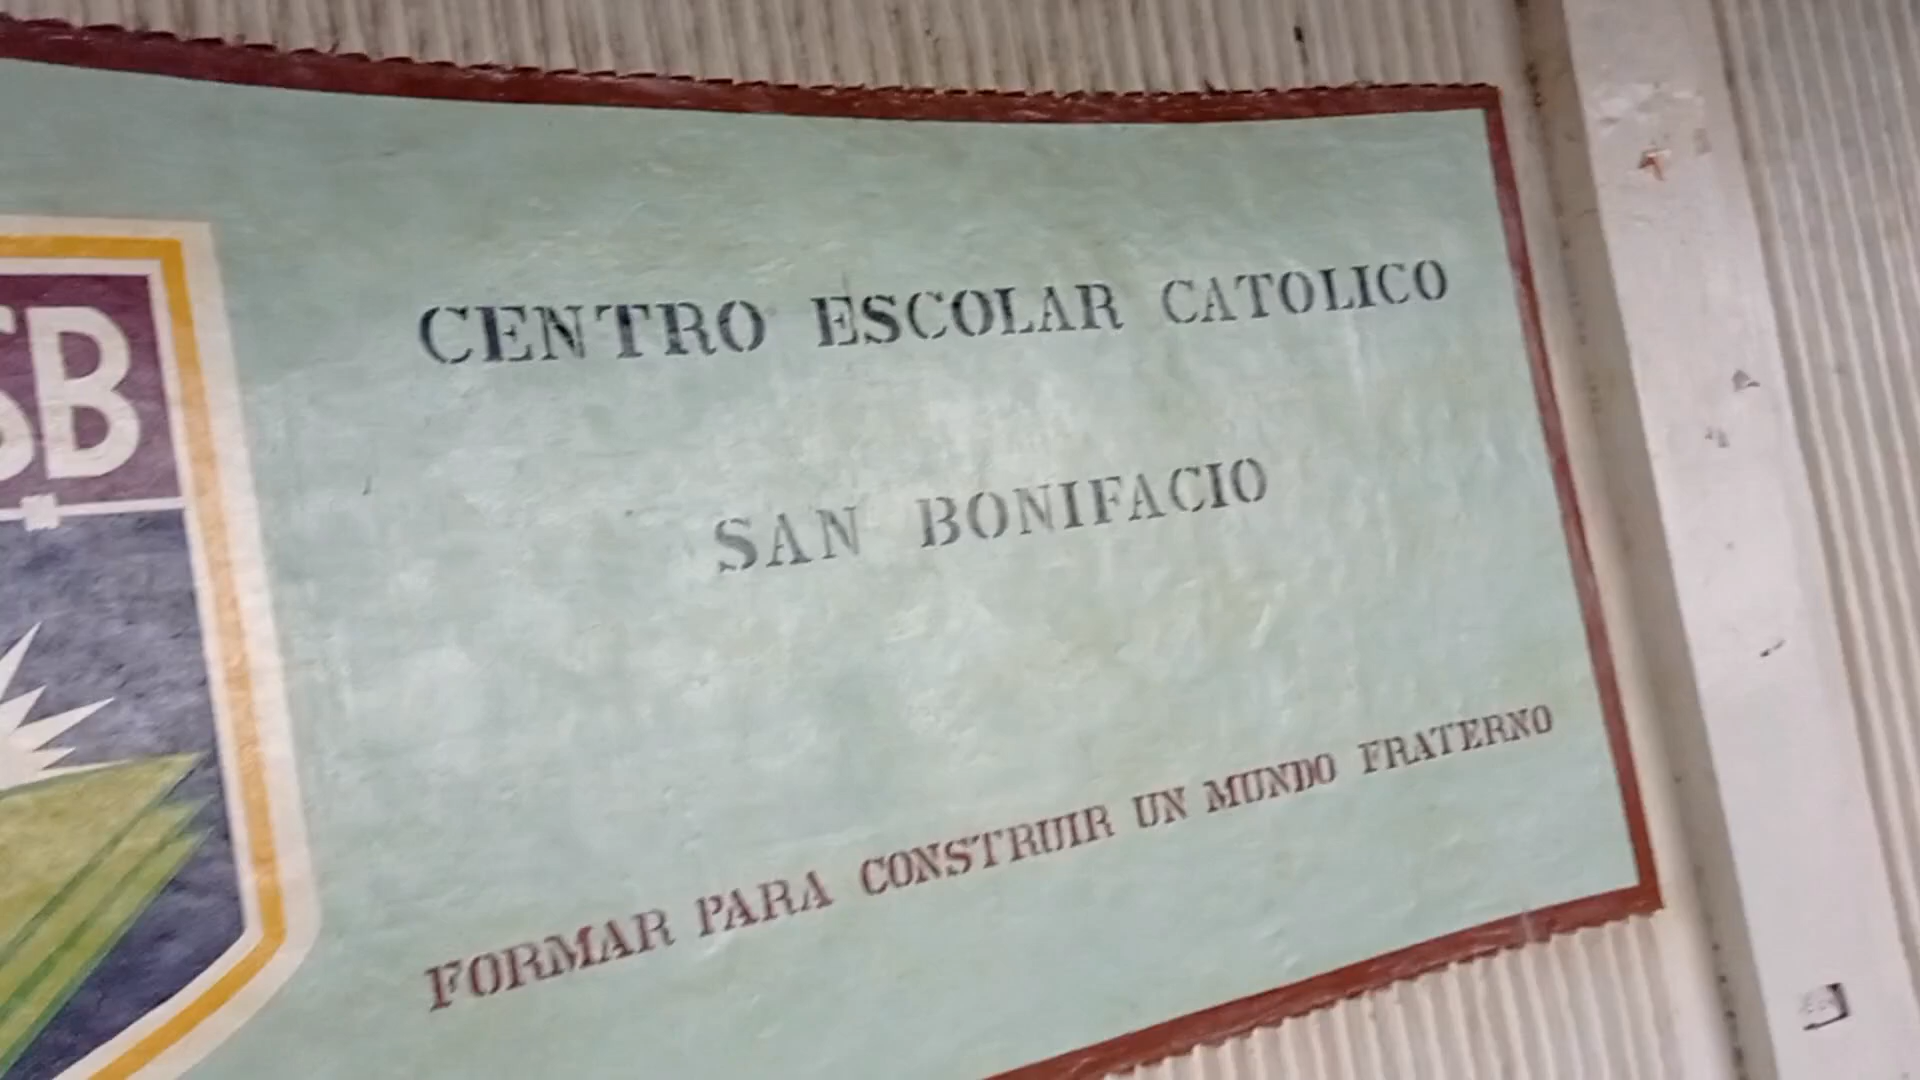 SB
CENTRO ESCOLAR CATOLICO
SAN BONIFACIO
FORMAR PARA CONSTRUIR UN MUNDO FRATERNO